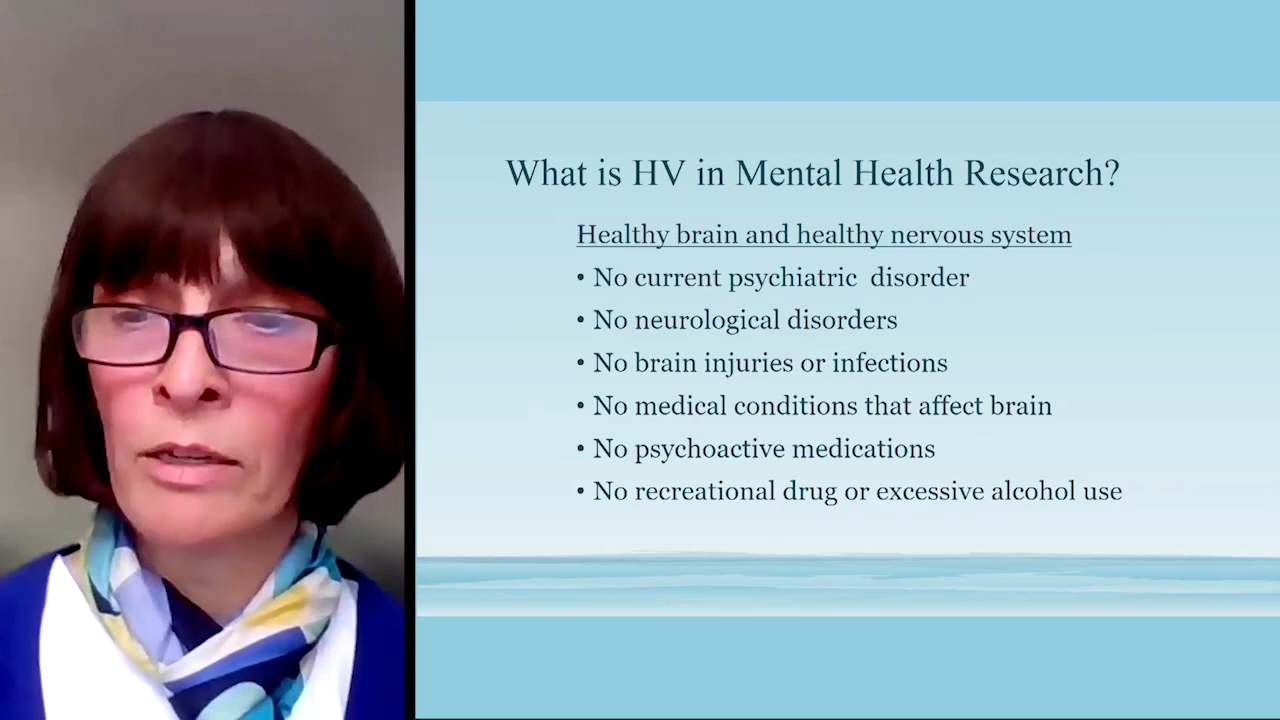 What is HV in Mental Health Research?
Healthy brain and healthy nervous system
• No current psychiatric  disorder
• No neurological disorders
• No brain injuries or infections
• No medical conditions that affect brain
• No psychoactive medications
• No recreational drug or excessive alcohol use